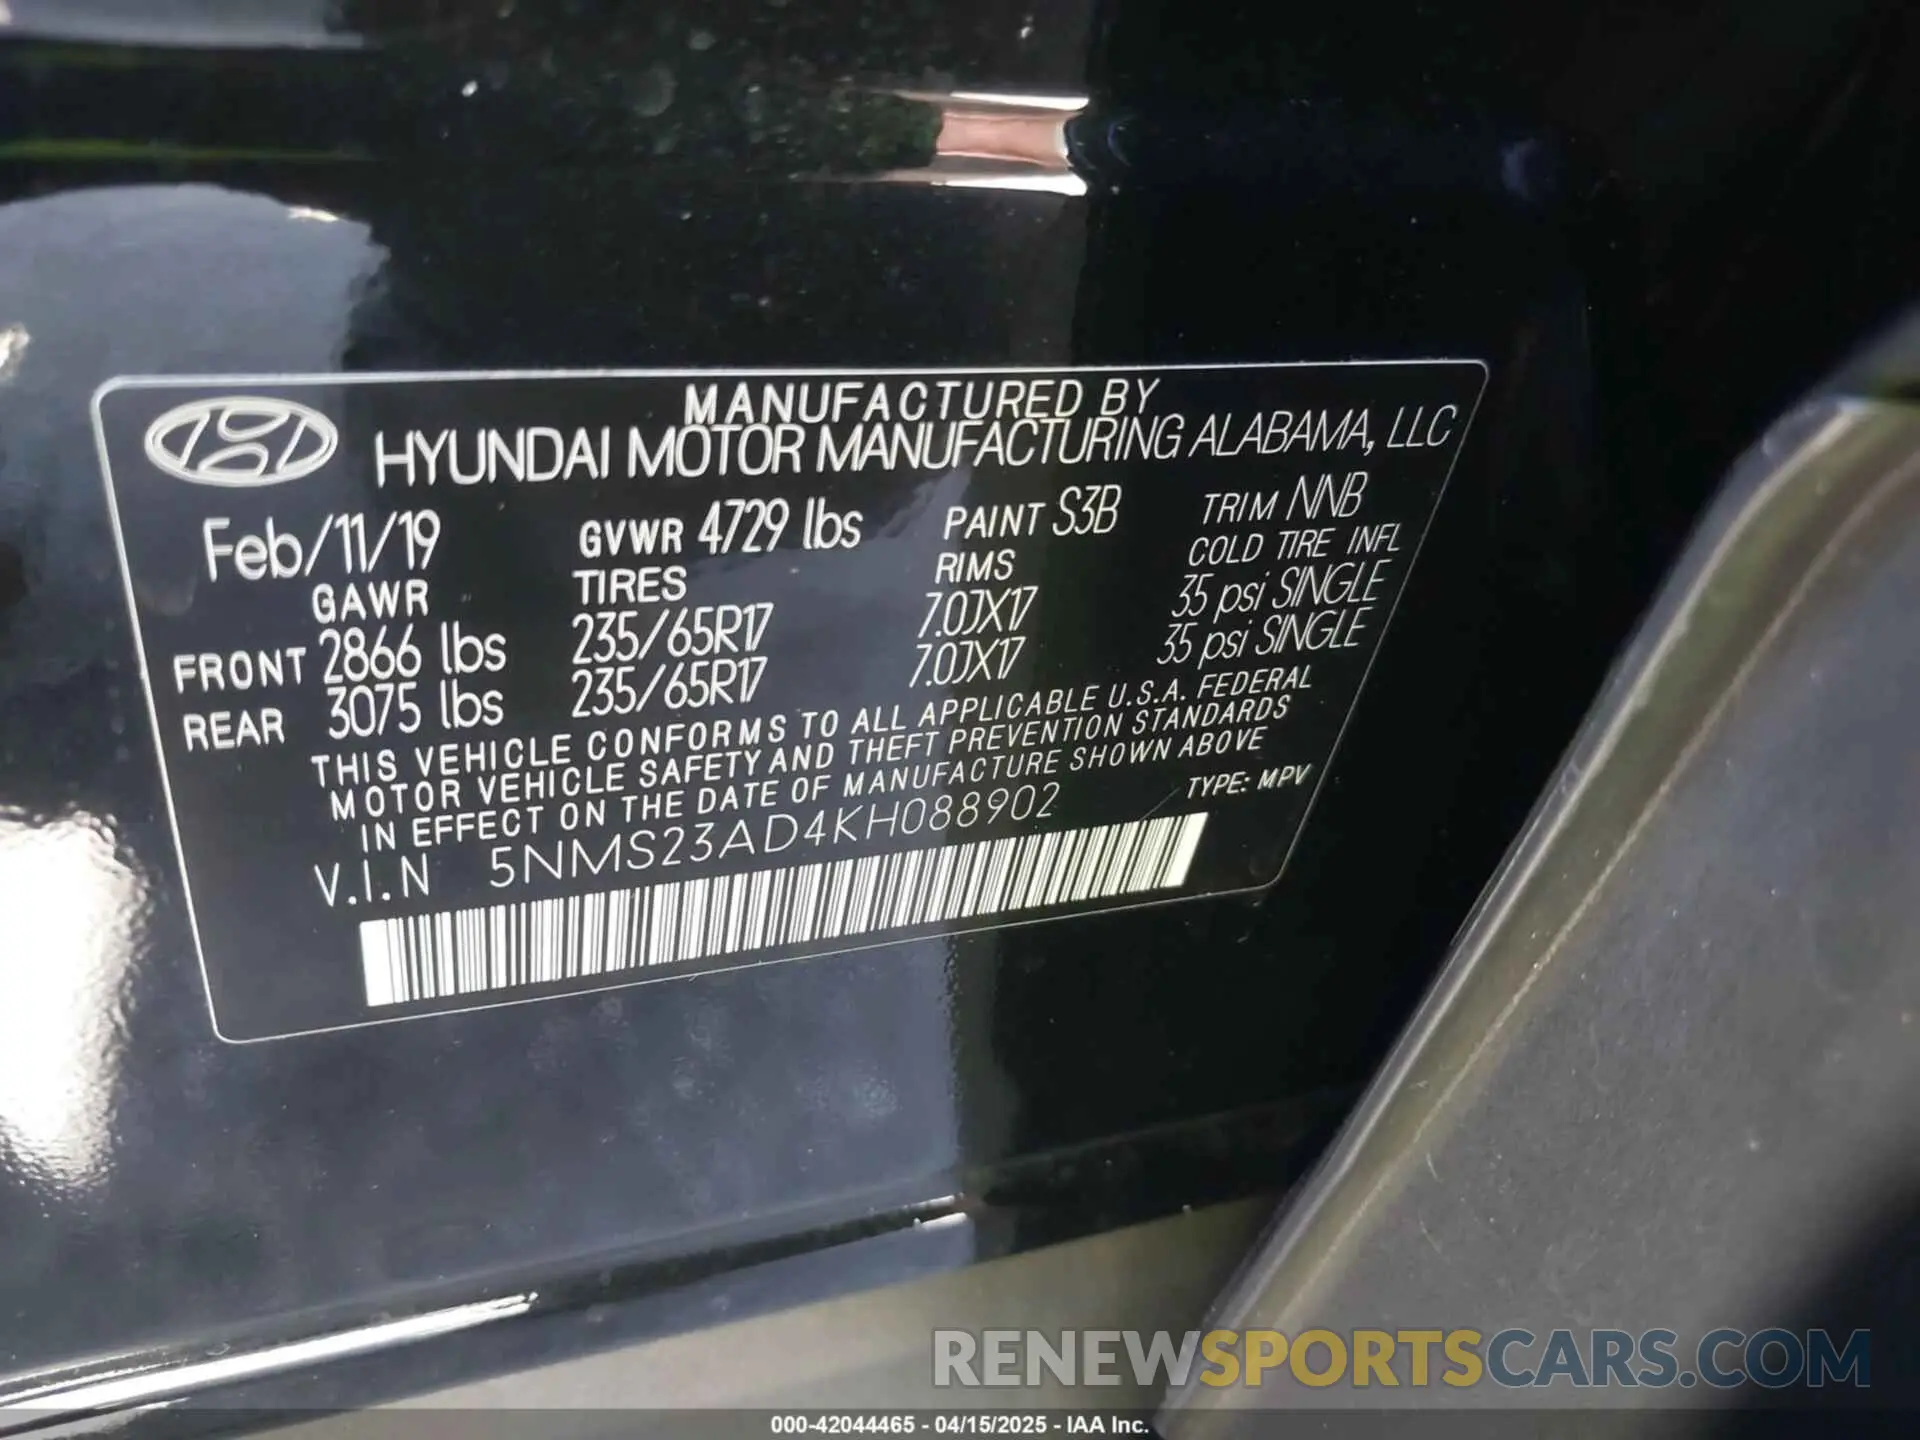 MANUFACTURED BY
HYUNDAI MOTOR MANUFACTURING ALABAMA, LLC
Feb/11/19 GVWR 4729 lbs PAINT S3B TRIM NNB
GAWR TIRES RIMS COLD TIRE INFL
FRONT 2866 lbs 235/65R17 7.0JX17 35 psi SINGLE
REAR 3075 lbs 235/65R17 7.0JX17 35 psi SINGLE
THIS VEHICLE CONFORMS TO ALL APPLICABLE U.S.A. FEDERAL
MOTOR VEHICLE SAFETY AND THEFT PREVENTION STANDARDS
IN EFFECT ON THE DATE OF MANUFACTURE SHOWN ABOVE
V.I.N 5NMS23AD4KH088902 TYPE: MPV
RENEWSPORTSCARS.COM
000-42044465 - 04/15/2025 - IAA Inc.